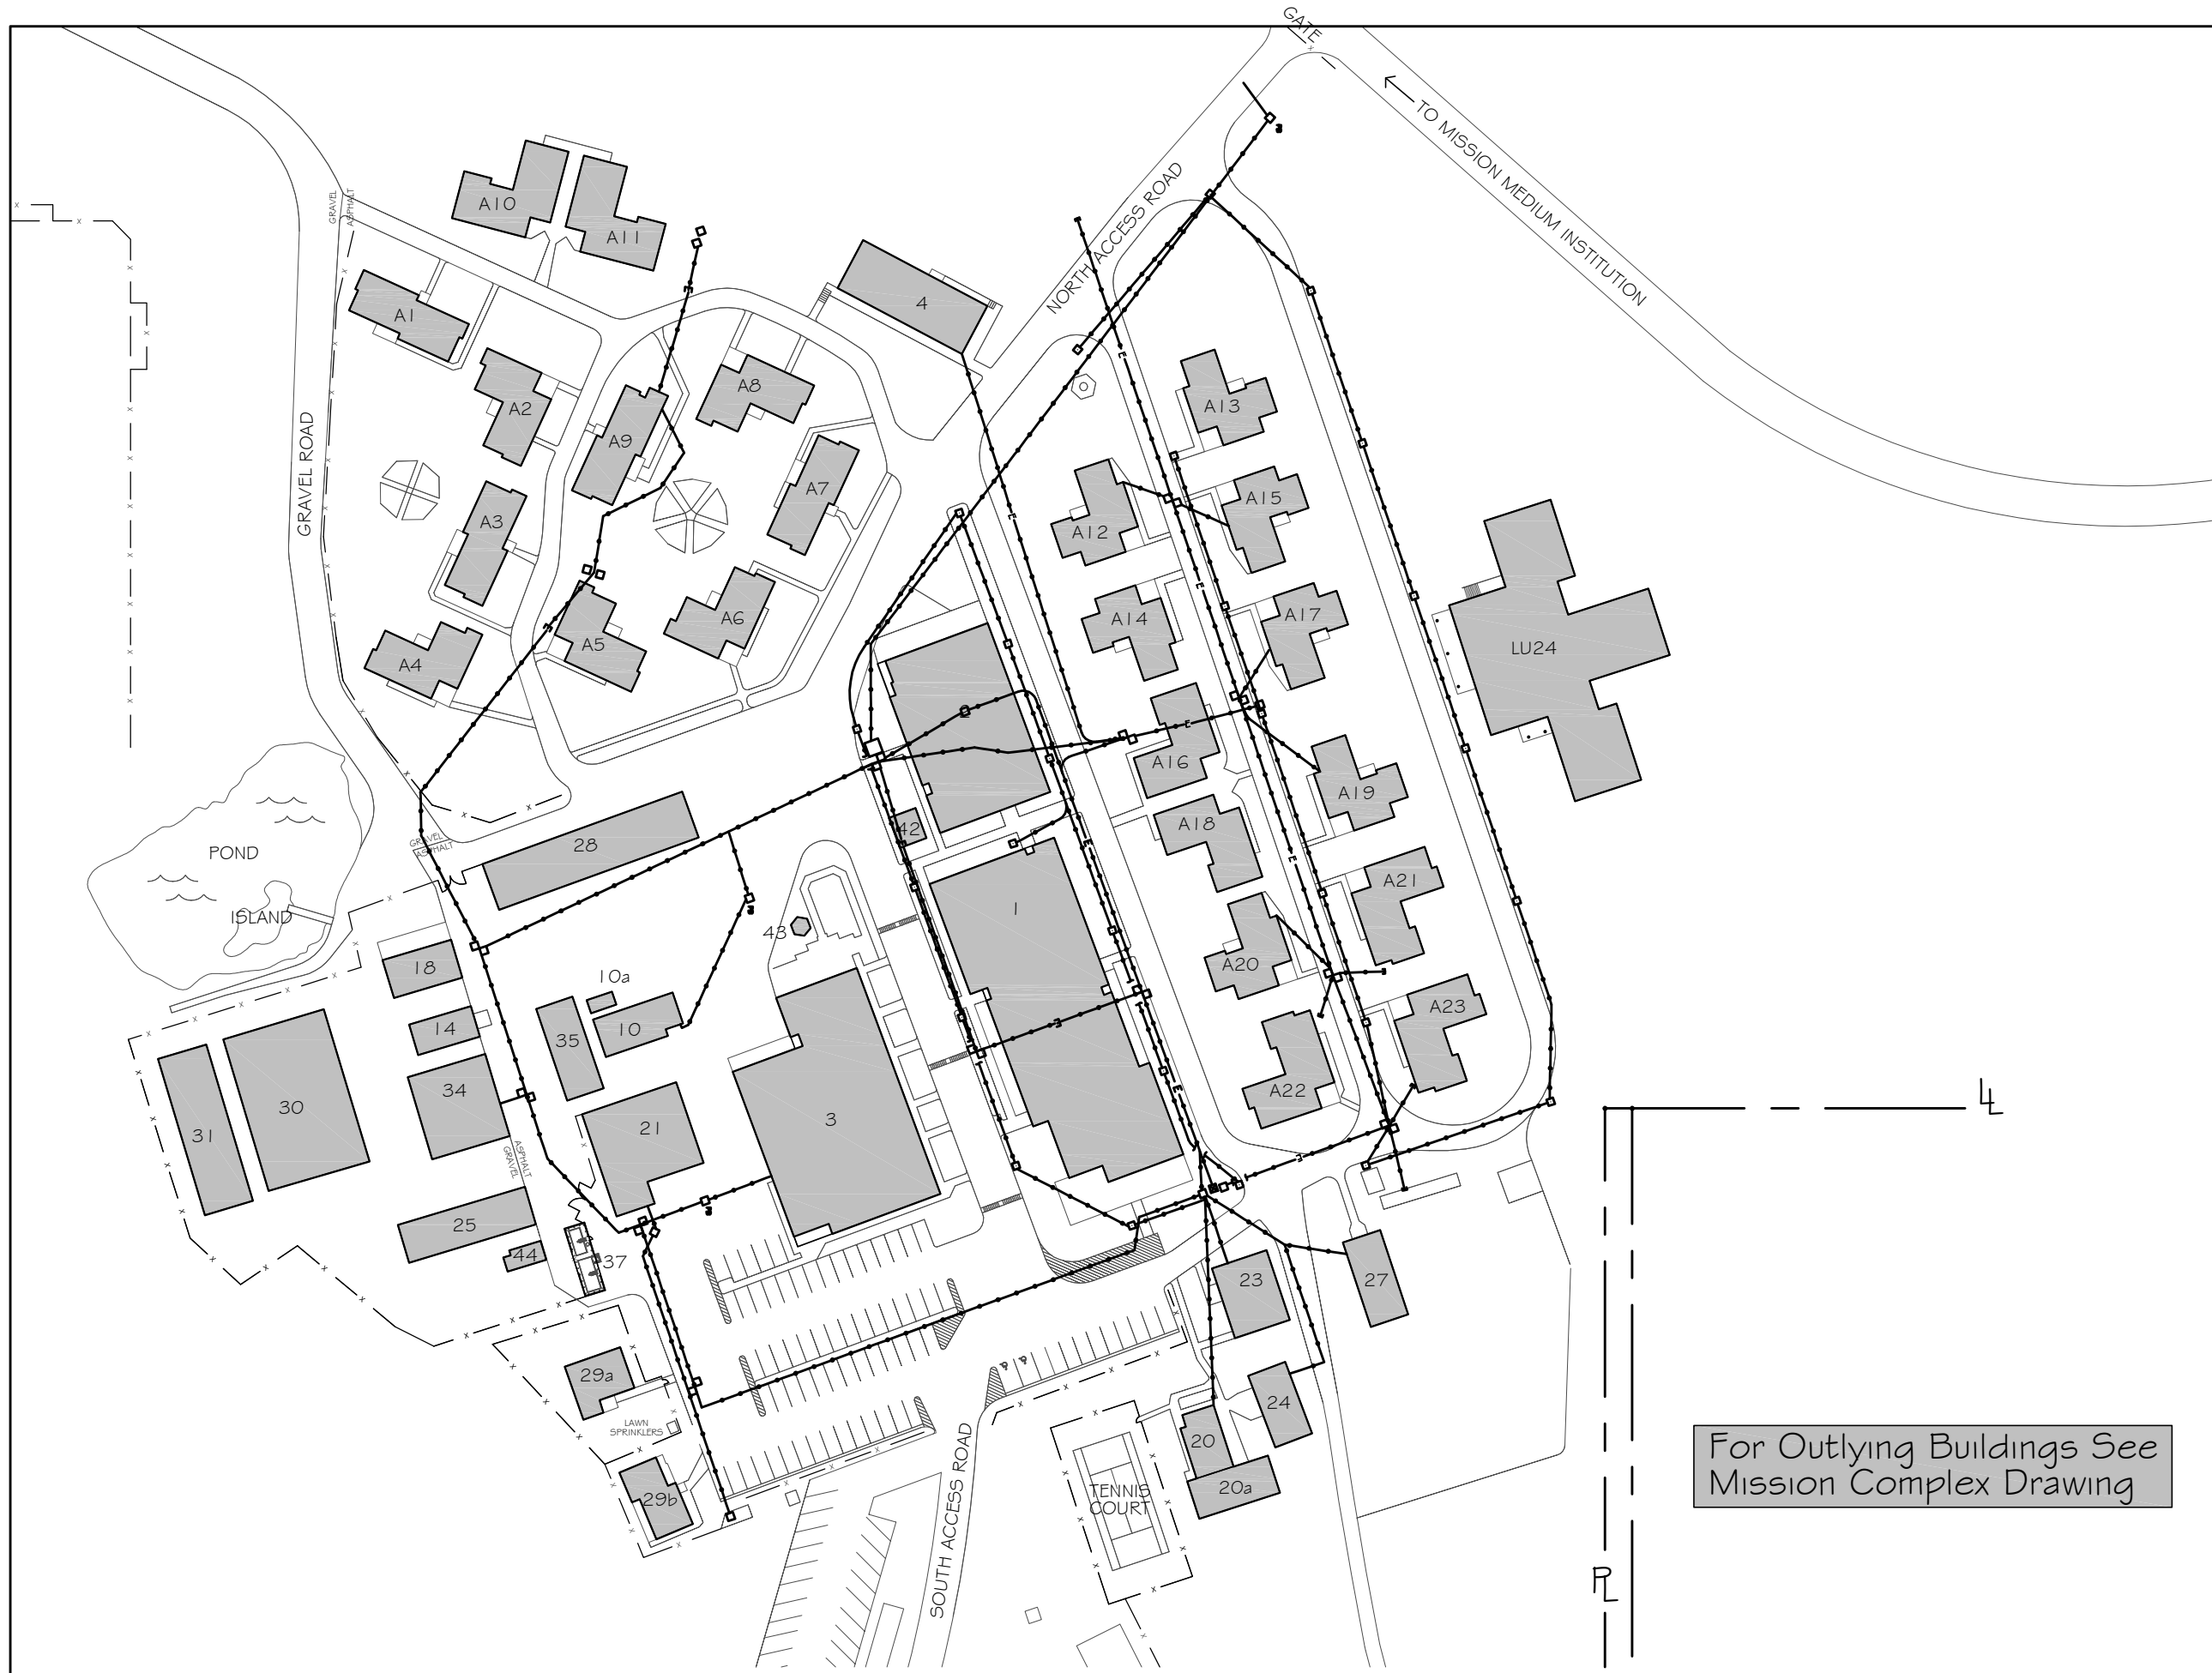 GATE
TO MISSION MEDIUM INSTITUTION
NORTH ACCESS ROAD
GRAVEL
ASPHALT
A10
A11
A1
4
A2
A8
A9
A13
GRAVEL ROAD
A7
A15
A3
A12
A6
A14
A17
A5
A4
LU24
2
A16
A19
A18
28
42
GRAVEL
ASPHALT
POND
ISLAND
A21
1
43
18
10a
A20
14
10
35
A23
34
30
31
21
3
A22
ASPHALT
GRAVEL
25
44
37
23
27
29a
LAWN
SPRINKLERS
24
20
20a
29b
TENNIS
COURT
SOUTH ACCESS ROAD
LL
PL
For Outlying Buildings See
Mission Complex Drawing